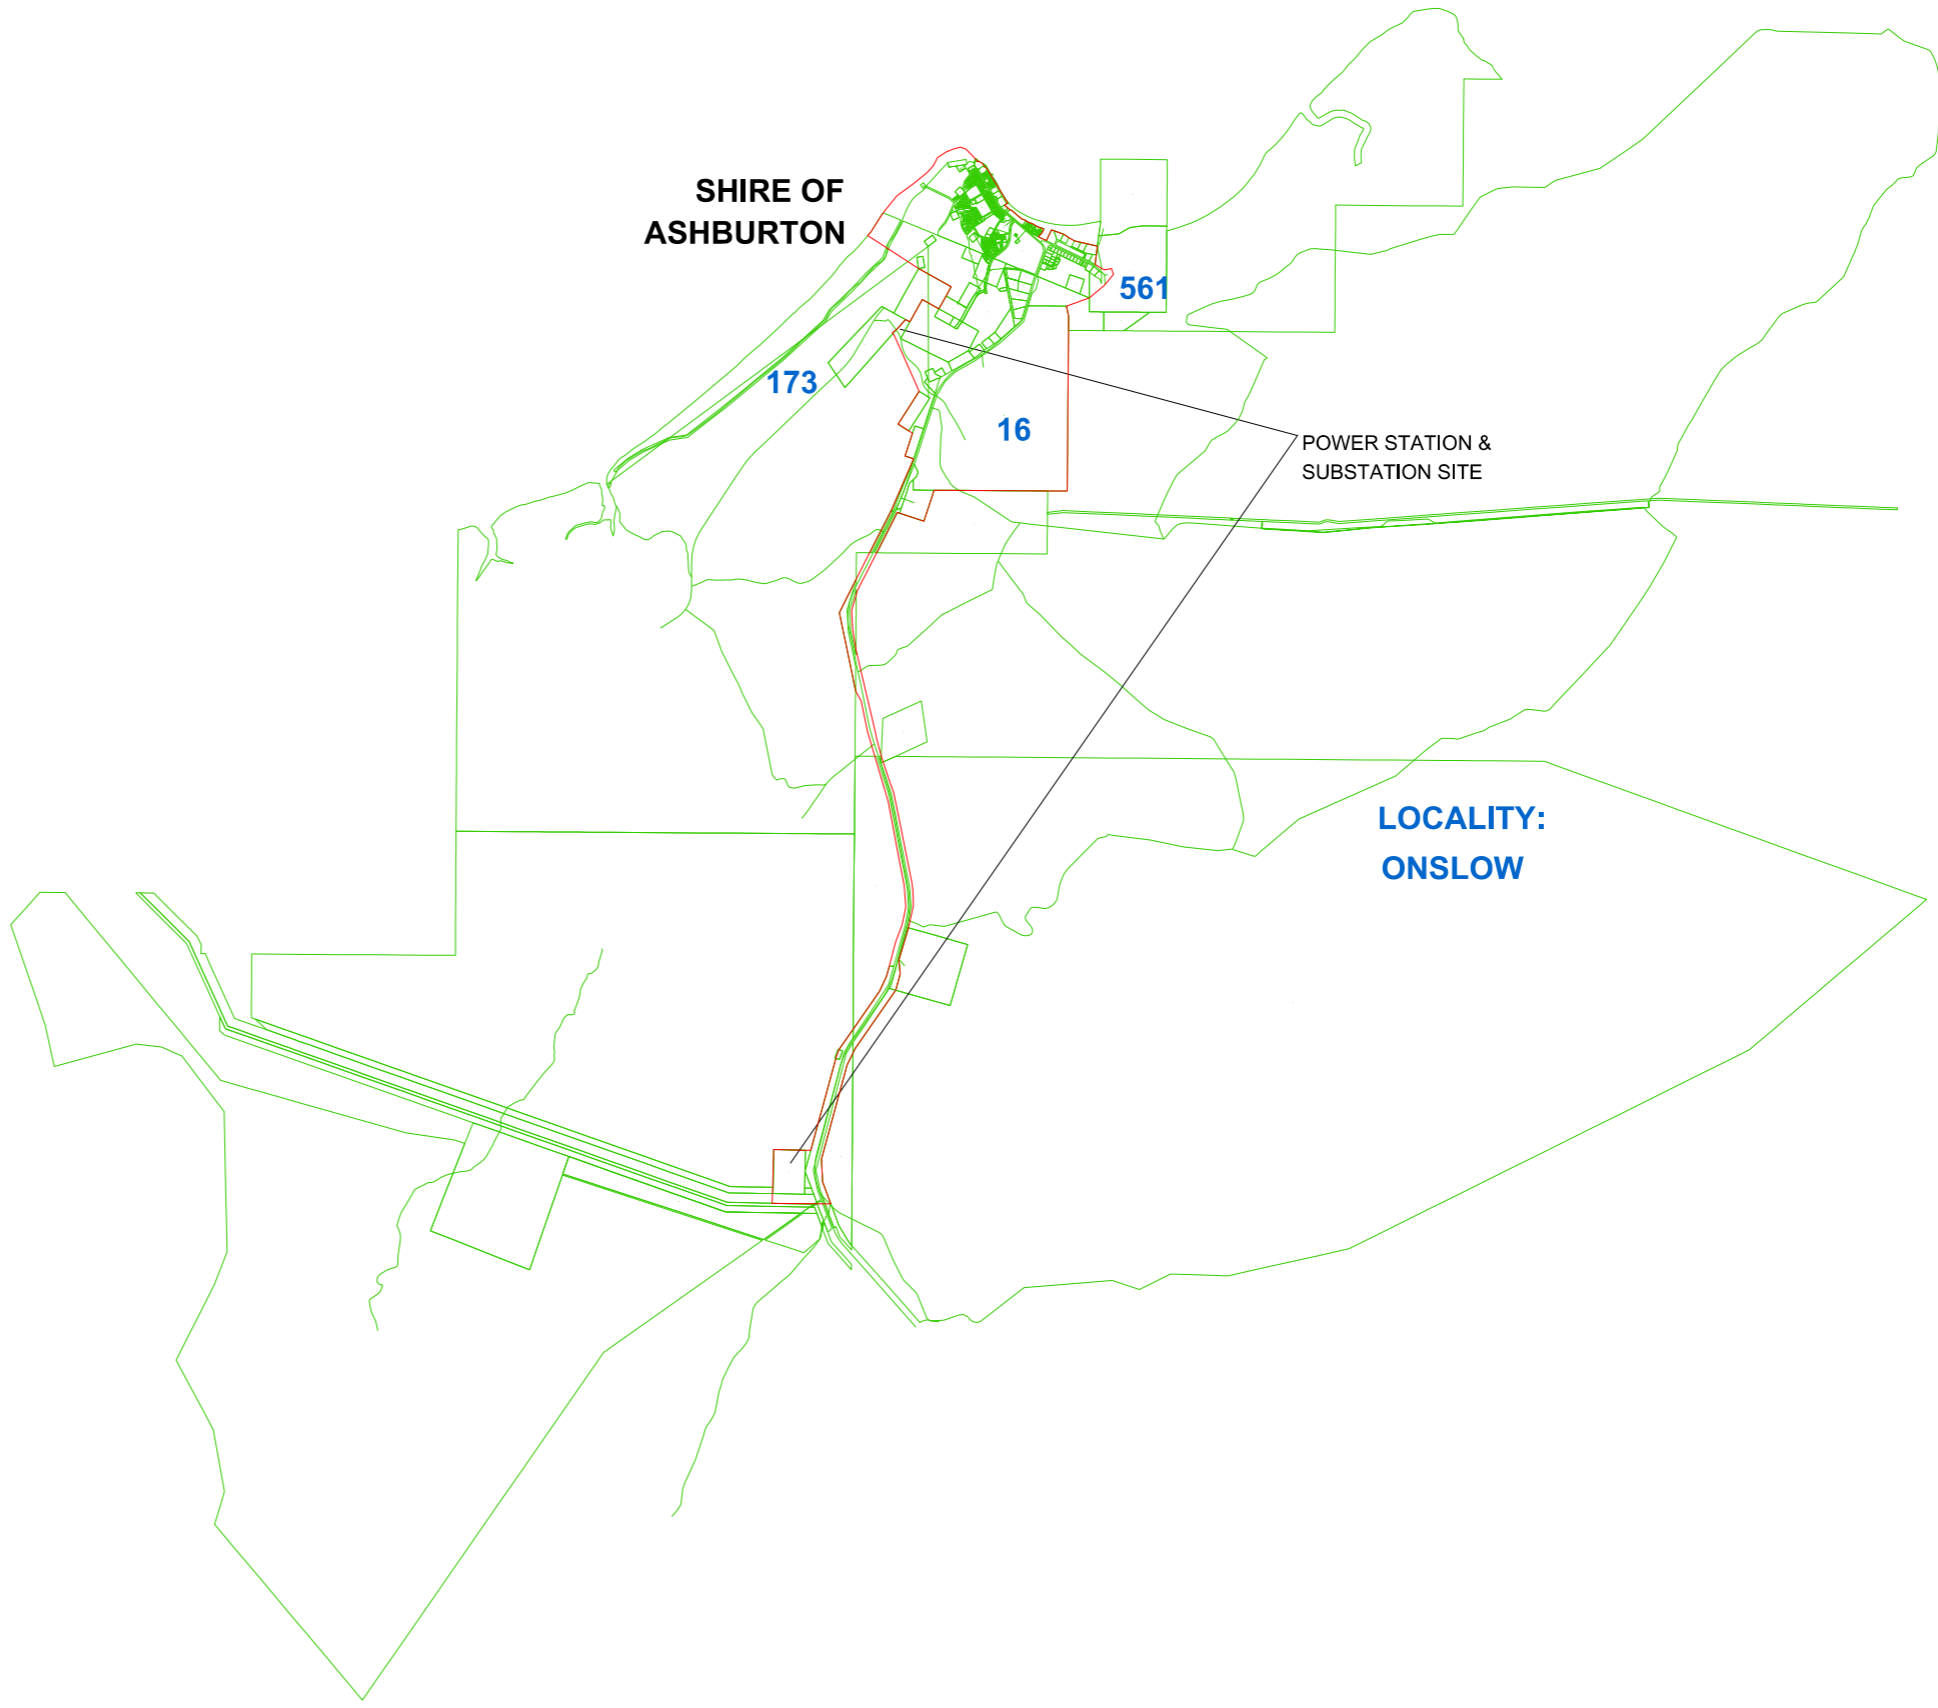 SHIRE OF
ASHBURTON
561
173
16
POWER STATION &
SUBSTATION SITE
LOCALITY:
ONSLOW